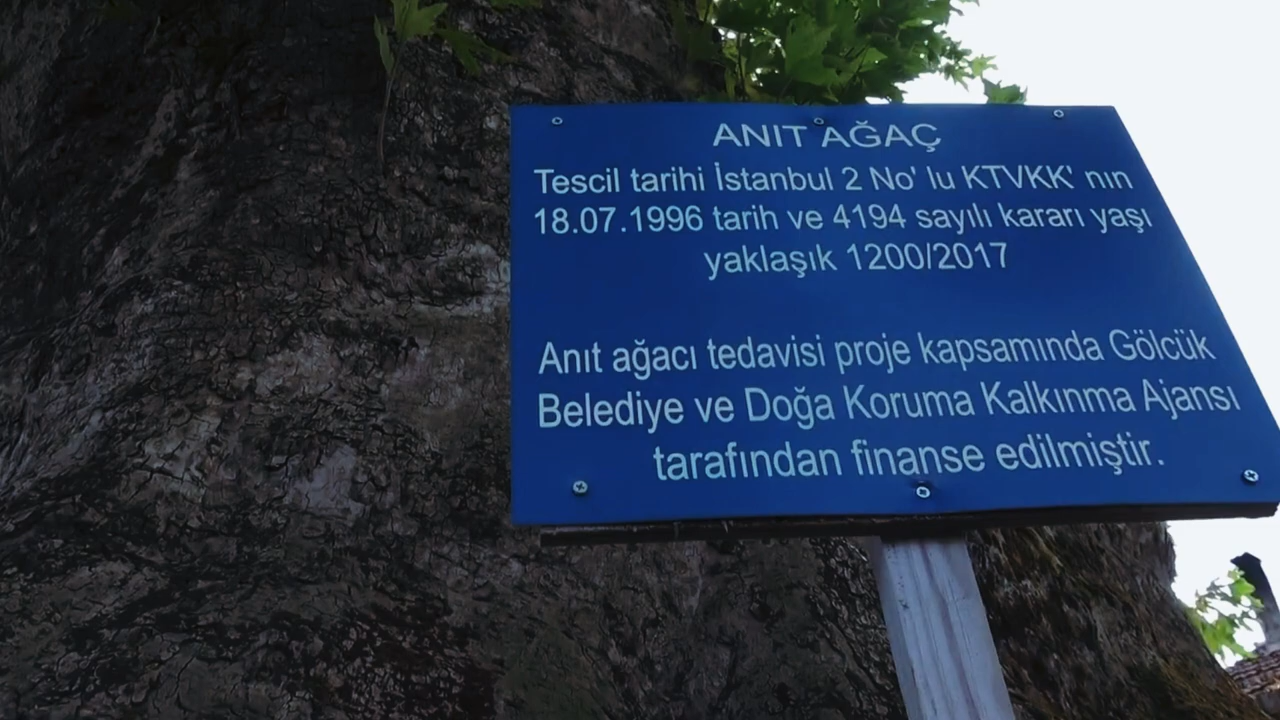 ANIT AĞAÇ
Tescil tarihi İstanbul 2 No' lu KTVKK' nın
18.07.1996 tarih ve 4194 sayılı kararı yaşı
yaklaşık 1200/2017
Anıt ağacı tedavisi proje kapsamında Gölcük
Belediye ve Doğa Koruma Kalkınma Ajansı
tarafından finanse edilmiştir.